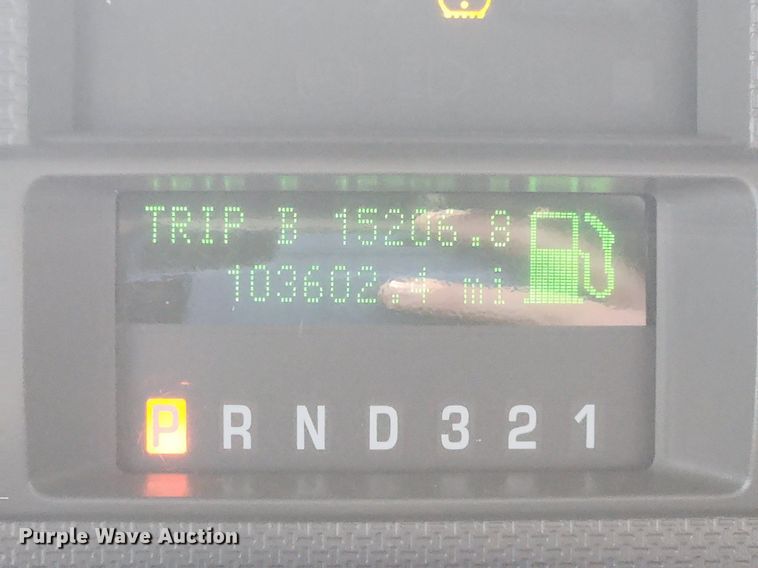 TRIP B 15206.8
103602.4 mi
P R N D 3 2 1
Purple Wave Auction